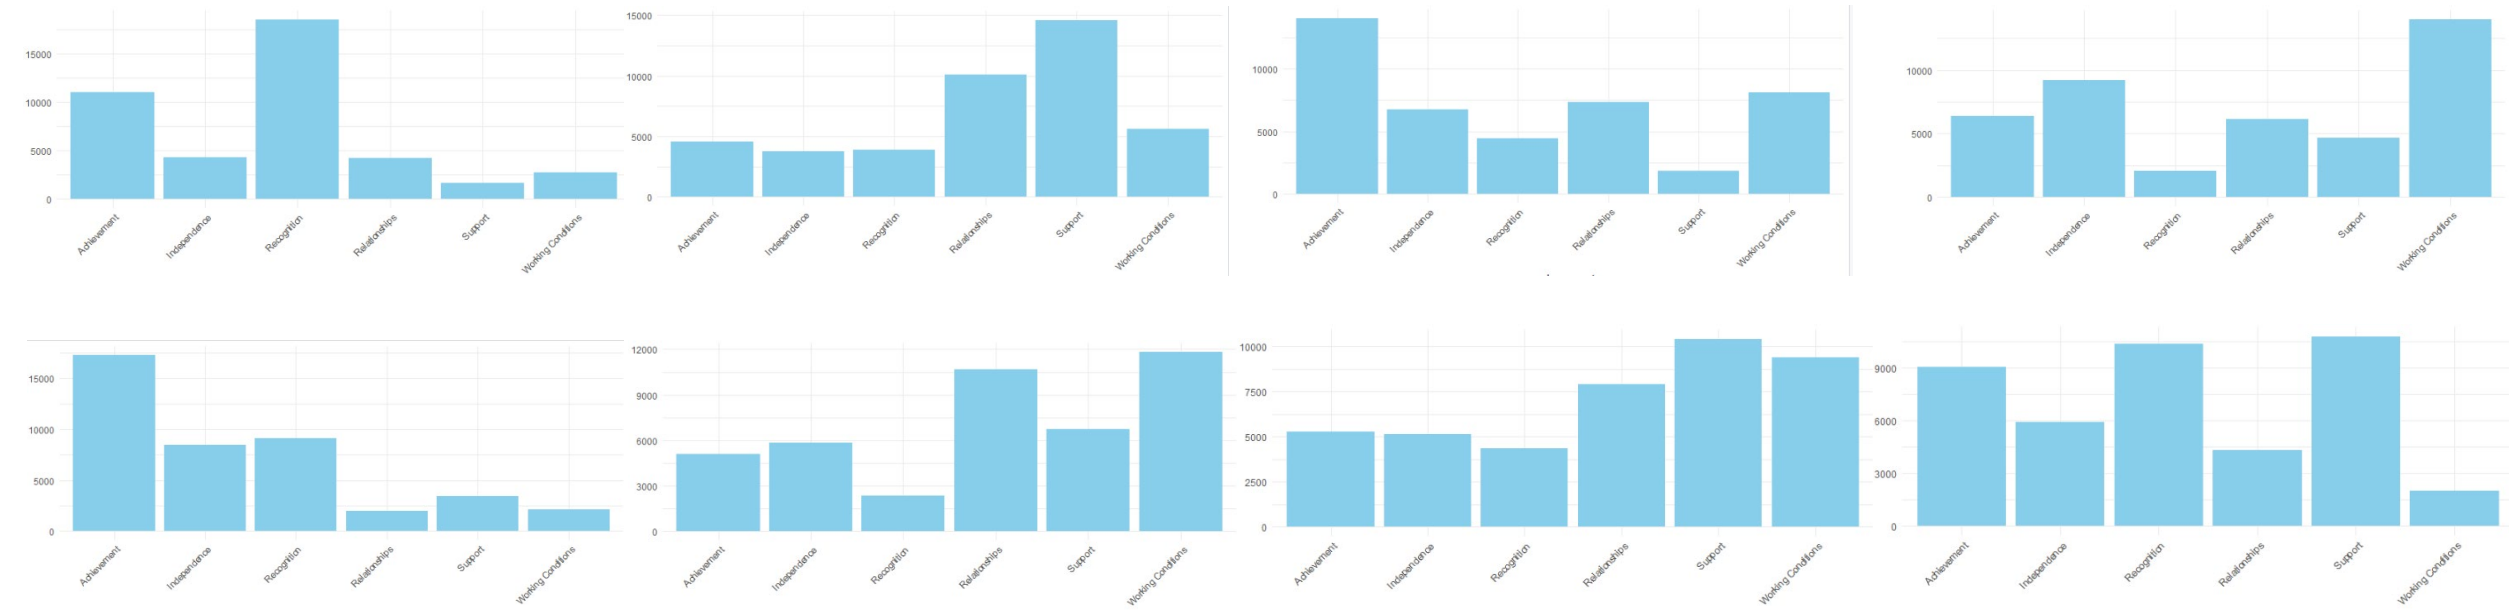 15000
10000
5000
0
Achievement
Independence
Recognition
Relationships
Support
Working Conditions
15000
10000
5000
0
Achievement
Independence
Recognition
Relationships
Support
Working Conditions
10000
5000
0
Achievement
Independence
Recognition
Relationships
Support
Working Conditions
10000
5000
0
Achievement
Independence
Recognition
Relationships
Support
Working Conditions
15000
10000
5000
0
Achievement
Independence
Recognition
Relationships
Support
Working Conditions
12000
9000
6000
3000
0
Achievement
Independence
Recognition
Relationships
Support
Working Conditions
10000
7500
5000
2500
0
Achievement
Independence
Recognition
Relationships
Support
Working Conditions
9000
6000
3000
0
Achievement
Independence
Recognition
Relationships
Support
Working Conditions